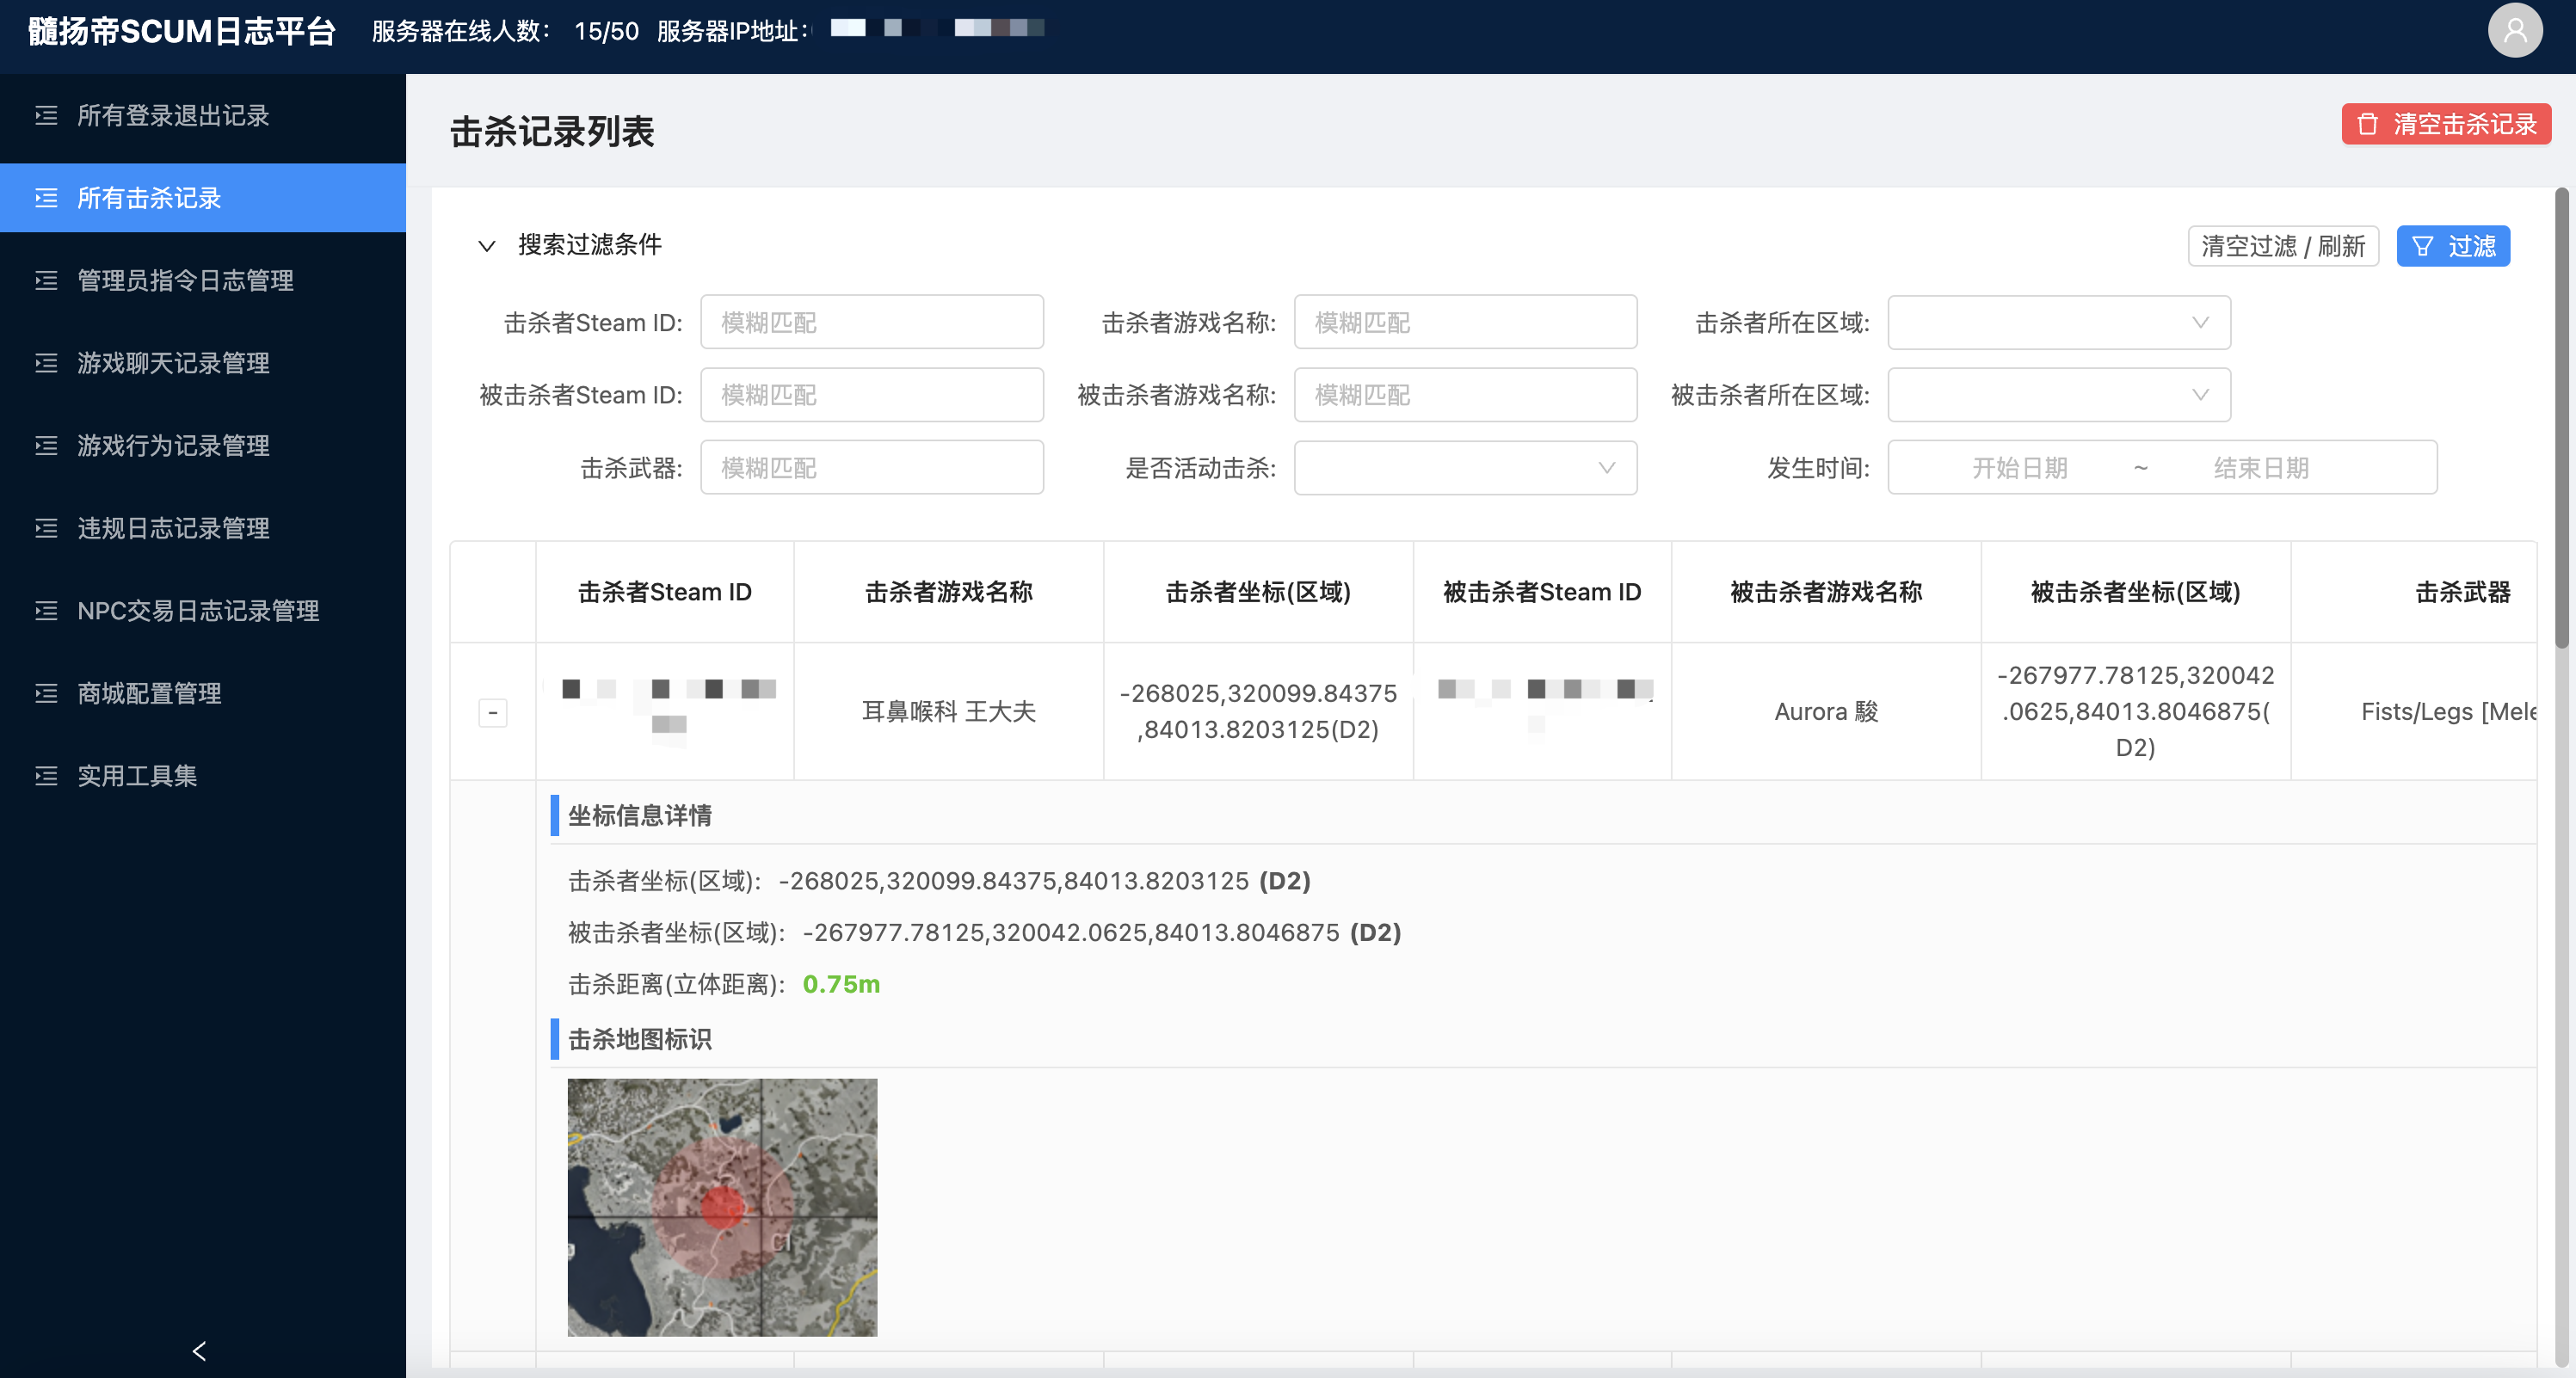 髓扬帝SCUM日志平台 服务器在线人数： 15/50 服务器IP地址：
所有登录退出记录
所有击杀记录
管理员指令日志管理
游戏聊天记录管理
游戏行为记录管理
违规日志记录管理
NPC交易日志记录管理
商城配置管理
实用工具集
击杀记录列表
清空击杀记录
搜索过滤条件
清空过滤 / 刷新
过滤
击杀者Steam ID: 模糊匹配 击杀者游戏名称: 模糊匹配 击杀者所在区域:
被击杀者Steam ID: 模糊匹配 被击杀者游戏名称: 模糊匹配 被击杀者所在区域:
击杀武器: 模糊匹配 是否活动击杀: 发生时间: 开始日期 ~ 结束日期
击杀者Steam ID 击杀者游戏名称 击杀者坐标(区域) 被击杀者Steam ID 被击杀者游戏名称 被击杀者坐标(区域) 击杀武器
-
耳鼻喉科 王大夫
-268025,320099.84375
,84013.8203125(D2)
Aurora 駿
-267977.78125,320042
.0625,84013.8046875(
D2)
Fists/Legs [Mele
坐标信息详情
击杀者坐标(区域)： -268025,320099.84375,84013.8203125 (D2)
被击杀者坐标(区域)： -267977.78125,320042.0625,84013.8046875 (D2)
击杀距离(立体距离)： 0.75m
击杀地图标识